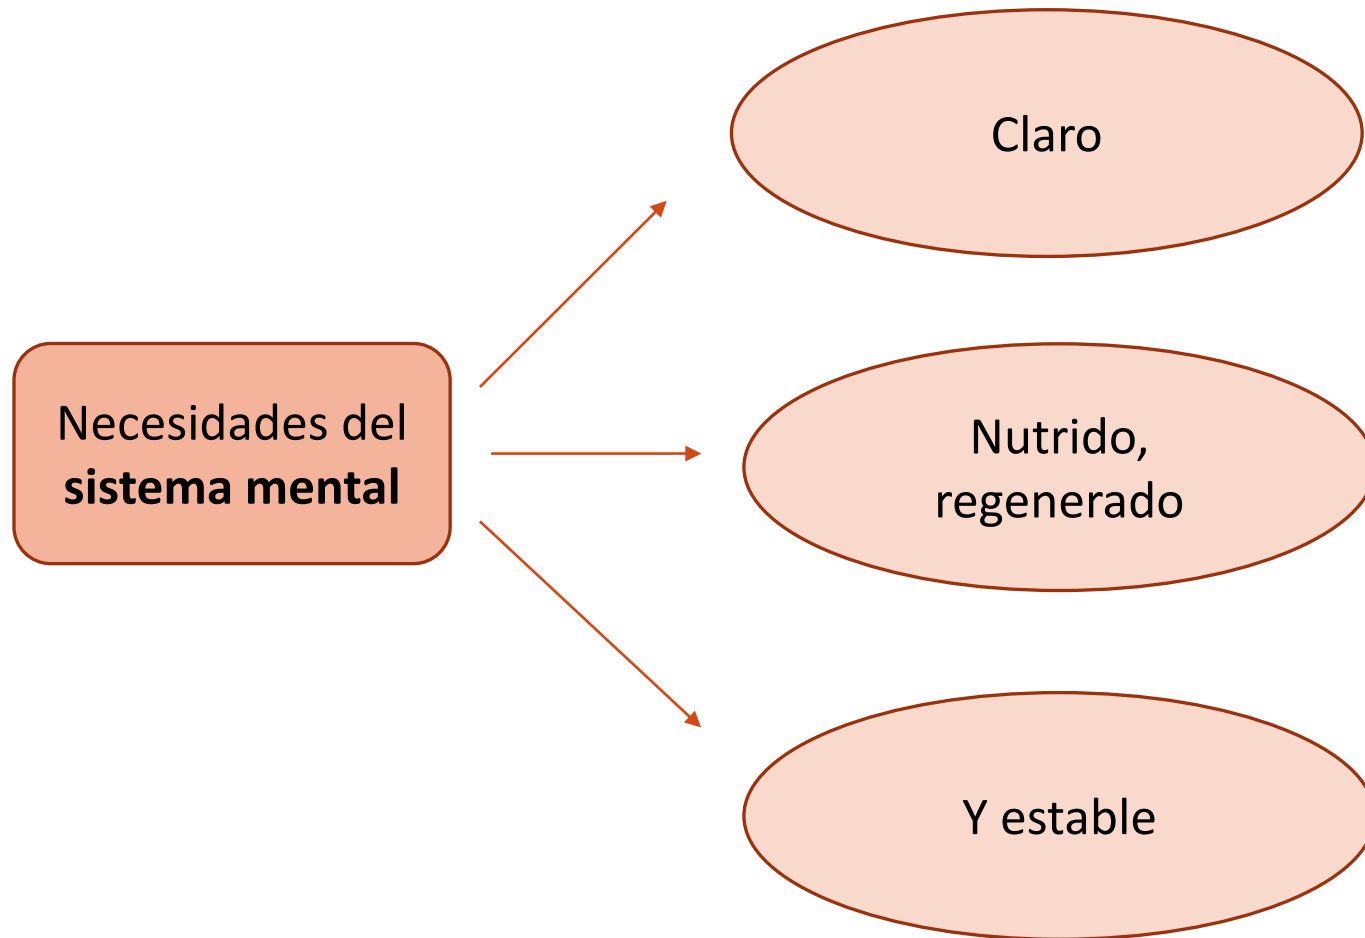 Claro
Necesidades del
sistema mental
Nutrido,
regenerado
Y estable